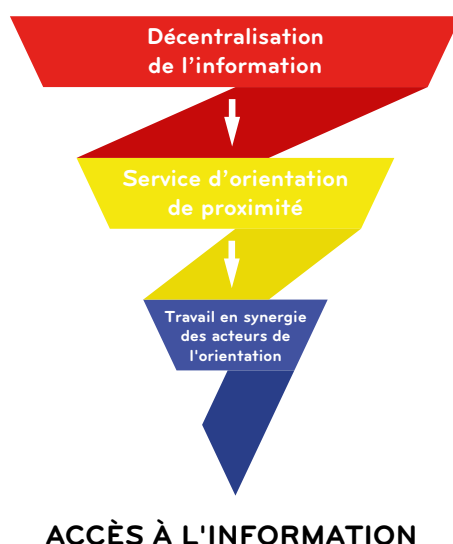 Décentralisation
de l'information
Service d'orientation
de proximité
Travail en synergie
des acteurs de
l'orientation
ACCÈS À L'INFORMATION